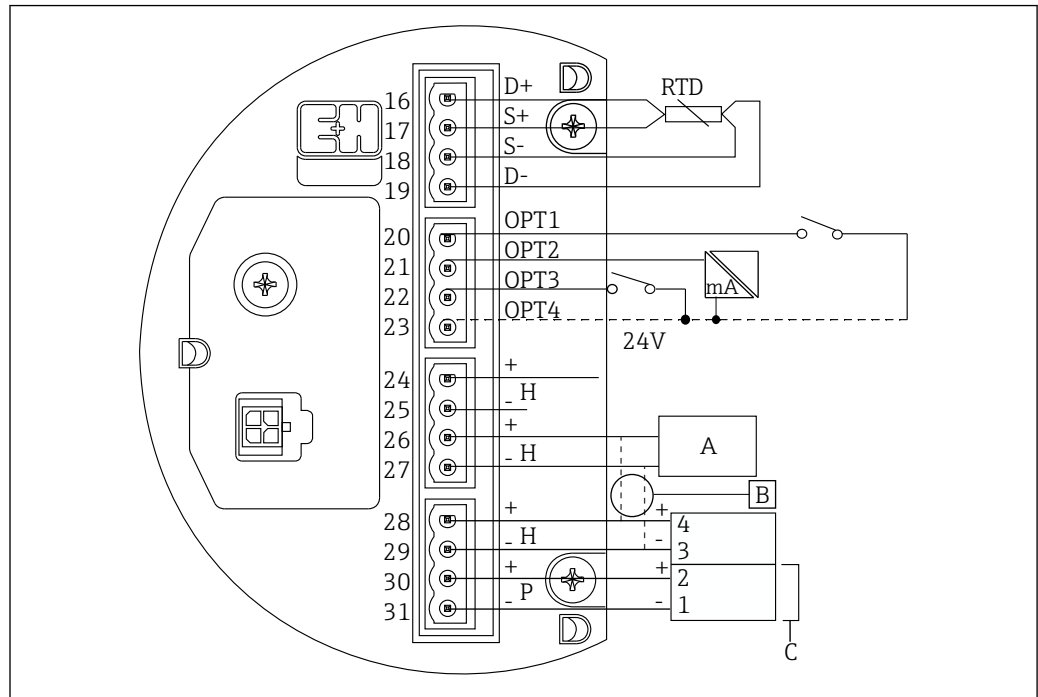 D+
RTD
16
S+
17
S-
18
D-
19
OPT1
20
OPT2
21
OPT3
mA
22
OPT4
23
24V
+
24
H
25
-
+
26
A
- H
27
B
+
28
+
4
- H
29
-
3
+
30
+
2
P
31
-
-
1
C